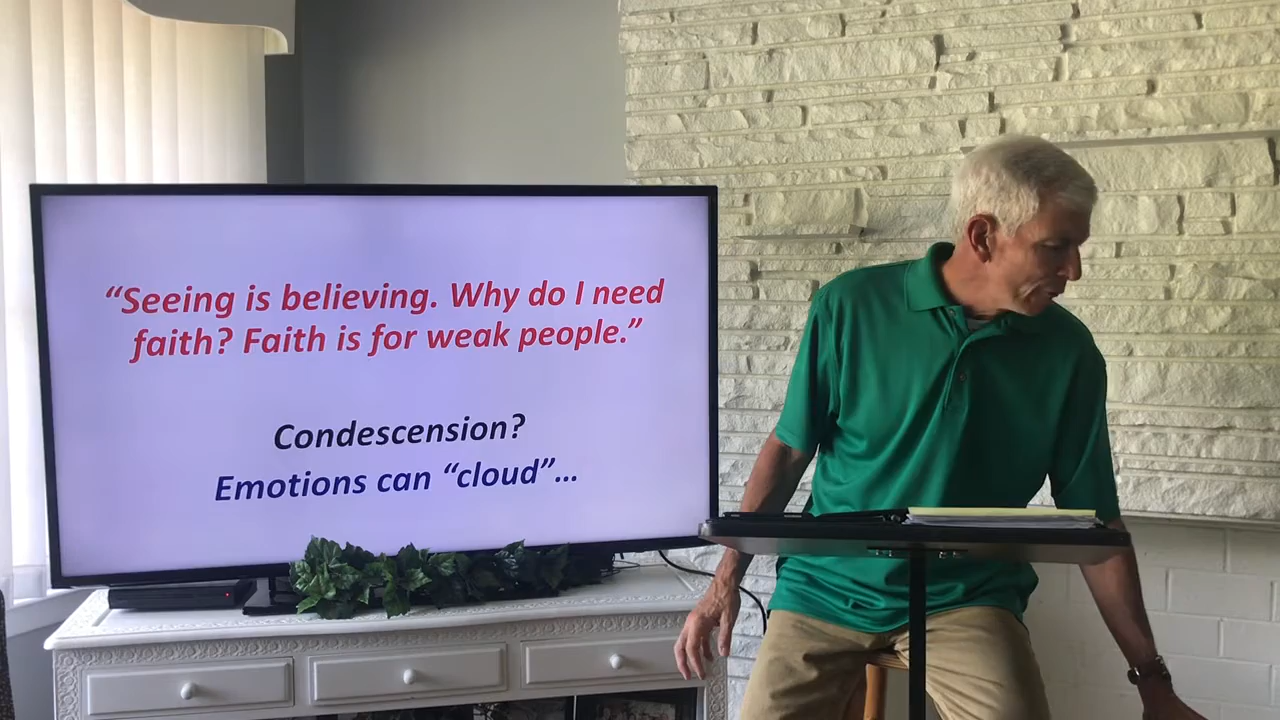 “Seeing is believing. Why do I need
faith? Faith is for weak people.”
Condescension?
Emotions can “cloud”...